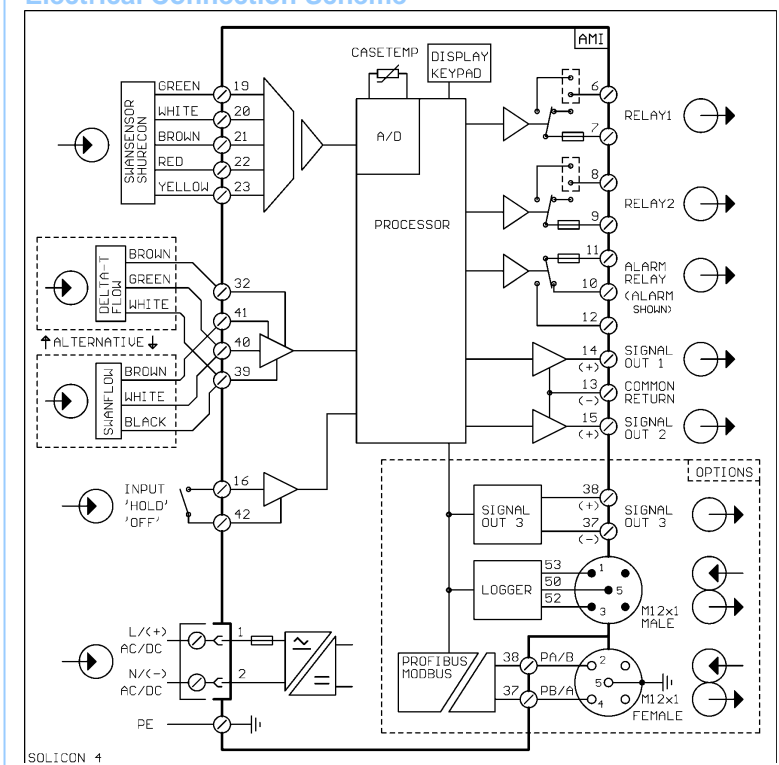 Electrical Connection Scheme
AMI
CASETEMP
DISPLAY
KEYPAD
A/D
PROCESSOR
SWANSENSOR
SHURECON
GREEN 19
WHITE 20
BROWN 21
RED 22
YELLOW 23
DELTA-T
FLOW
BROWN 32
GREEN 41
WHITE 40
39
ALTERNATIVE
SWANFLOW
BROWN
WHITE
BLACK
INPUT
'HOLD'
'OFF'
16
42
L/(+)
AC/DC
1
N/(-)
AC/DC
2
PE
6
RELAY1
7
8
RELAY2
9
11
ALARM
RELAY
10
(ALARM
SHOWN)
12
14 SIGNAL
(+) OUT 1
13 COMMON
(-) RETURN
15 SIGNAL
(+) OUT 2
OPTIONS
SIGNAL
OUT 3
38
(+) SIGNAL
37 OUT 3
(-)
LOGGER
53
50
52
1
5
3
M12x1
MALE
PROFIBUS
MODBUS
38 PA/B
37 PB/A
2
5
4
M12x1
FEMALE
SOLICON 4